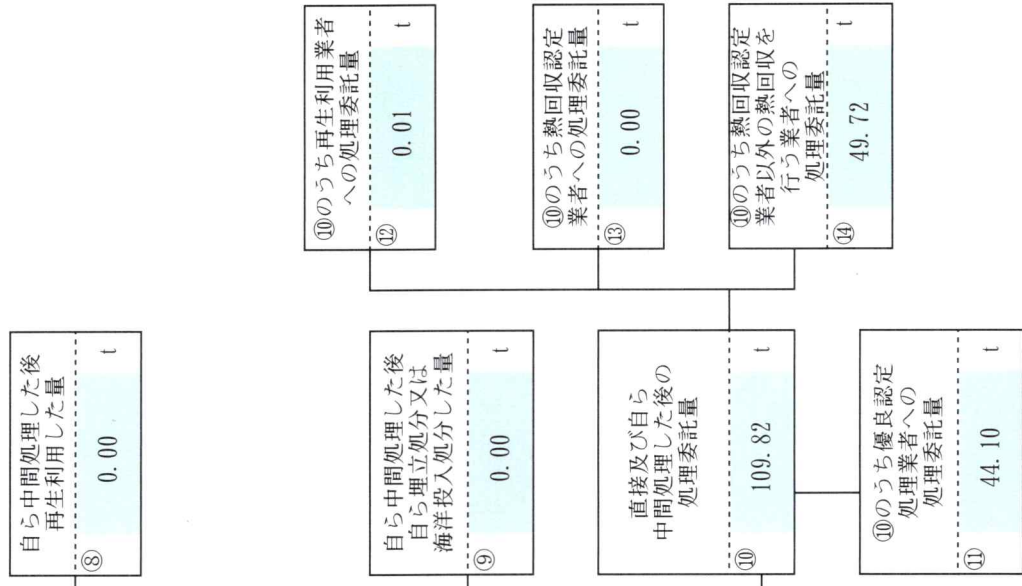 自ら中間処理した後
再生利用した量
⑧ 0.00 t
自ら中間処理した後
自ら埋立処分又は
海洋投入処分した量
⑨ 0.00 t
直接及び自ら
中間処理した後の
処理委託量
⑩ 109.82 t
⑩のうち優良認定
処理業者への
処理委託量
⑪ 44.10 t
⑩のうち再生利用業者
への処理委託量
⑫ 0.01 t
⑩のうち熱回収認定
業者への処理委託量
⑬ 0.00 t
⑩のうち熱回収認定
業者以外の熱回収を
行う業者への
処理委託量
⑭ 49.72 t